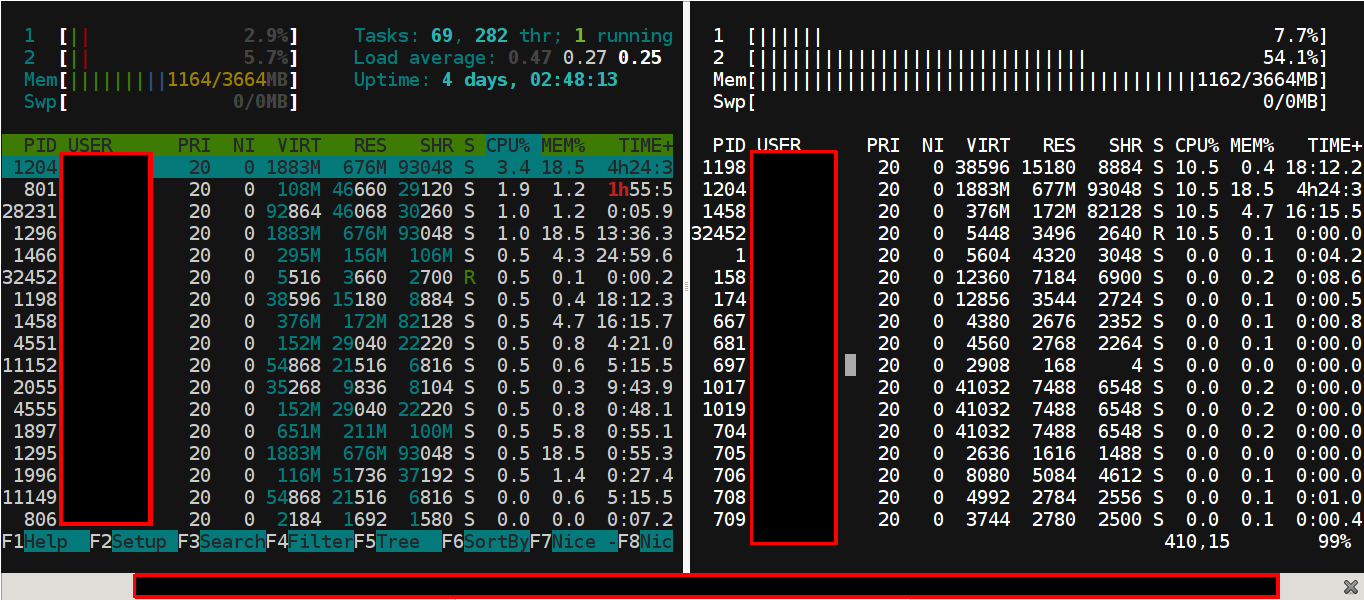 1 [|| 2.9%] Tasks: 69, 282 thr; 1 running
2 [|| 5.7%] Load average: 0.47 0.27 0.25
Mem[||||||||||1164/3664MB] Uptime: 4 days, 02:48:13
Swp[ 0/0MB]
PID USER PRI NI VIRT RES SHR S CPU% MEM% TIME+
1204 20 0 1883M 676M 93048 S 3.4 18.5 4h24:3
801 20 0 108M 46660 29120 S 1.9 1.2 1h55:5
28231 20 0 92864 46068 30260 S 1.0 1.2 0:05.9
1296 20 0 1883M 676M 93048 S 1.0 18.5 13:36.3
1466 20 0 295M 156M 106M S 0.5 4.3 24:59.6
32452 20 0 5516 3660 2700 R 0.5 0.1 0:00.2
1198 20 0 38596 15180 8884 S 0.5 0.4 18:12.3
1458 20 0 376M 172M 82128 S 0.5 4.7 16:15.7
4551 20 0 152M 29040 22220 S 0.5 0.8 4:21.0
11152 20 0 54868 21516 6816 S 0.5 0.6 5:15.5
2055 20 0 35268 9836 8104 S 0.5 0.3 9:43.9
4555 20 0 152M 29040 22220 S 0.5 0.8 0:48.1
1897 20 0 651M 211M 100M S 0.5 5.8 0:55.1
1295 20 0 1883M 676M 93048 S 0.5 18.5 0:55.3
1996 20 0 116M 51736 37192 S 0.5 1.4 0:27.4
11149 20 0 54868 21516 6816 S 0.0 0.6 5:15.5
806 20 0 2184 1692 1580 S 0.0 0.0 0:07.2
F1Help F2Setup F3SearchF4FilterF5Tree F6SortByF7Nice -F8Nic
1 [|||||| 7.7%]
2 [|||||||||||||||||||||||||||||| 54.1%]
Mem[||||||||||||||||||||||||||||||||||||||||1162/3664MB]
Swp[ 0/0MB]
PID USER PRI NI VIRT RES SHR S CPU% MEM% TIME+
1198 20 0 38596 15180 8884 S 10.5 0.4 18:12.2
1204 20 0 1883M 677M 93048 S 10.5 18.5 4h24:3
1458 20 0 376M 172M 82128 S 10.5 4.7 16:15.5
32452 20 0 5448 3496 2640 R 10.5 0.1 0:00.0
1 20 0 5604 4320 3048 S 0.0 0.1 0:04.2
158 20 0 12360 7184 6900 S 0.0 0.2 0:08.6
174 20 0 12856 3544 2724 S 0.0 0.1 0:00.5
667 20 0 4380 2676 2352 S 0.0 0.1 0:00.8
681 20 0 4560 2768 2264 S 0.0 0.1 0:00.0
697 20 0 2908 168 4 S 0.0 0.0 0:00.0
1017 20 0 41032 7488 6548 S 0.0 0.2 0:00.0
1019 20 0 41032 7488 6548 S 0.0 0.2 0:00.0
704 20 0 41032 7488 6548 S 0.0 0.2 0:00.0
705 20 0 2636 1616 1488 S 0.0 0.0 0:00.0
706 20 0 8080 5084 4612 S 0.0 0.1 0:00.0
708 20 0 4992 2784 2556 S 0.0 0.1 0:01.0
709 20 0 3744 2780 2500 S 0.0 0.1 0:00.4
410,15 99%